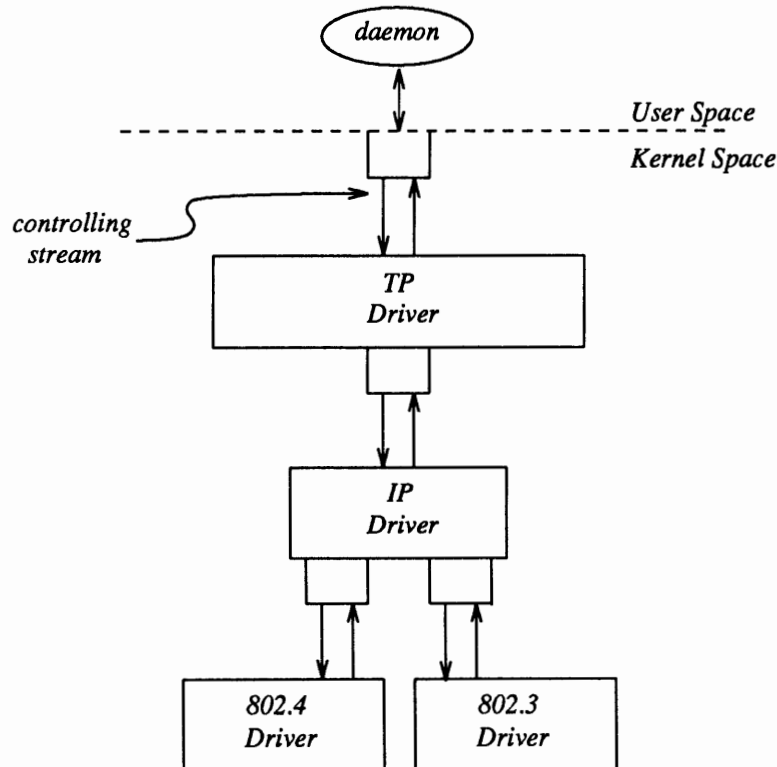 daemon
User Space
Kernel Space
controlling
stream
TP
Driver
IP
Driver
802.4
Driver
802.3
Driver